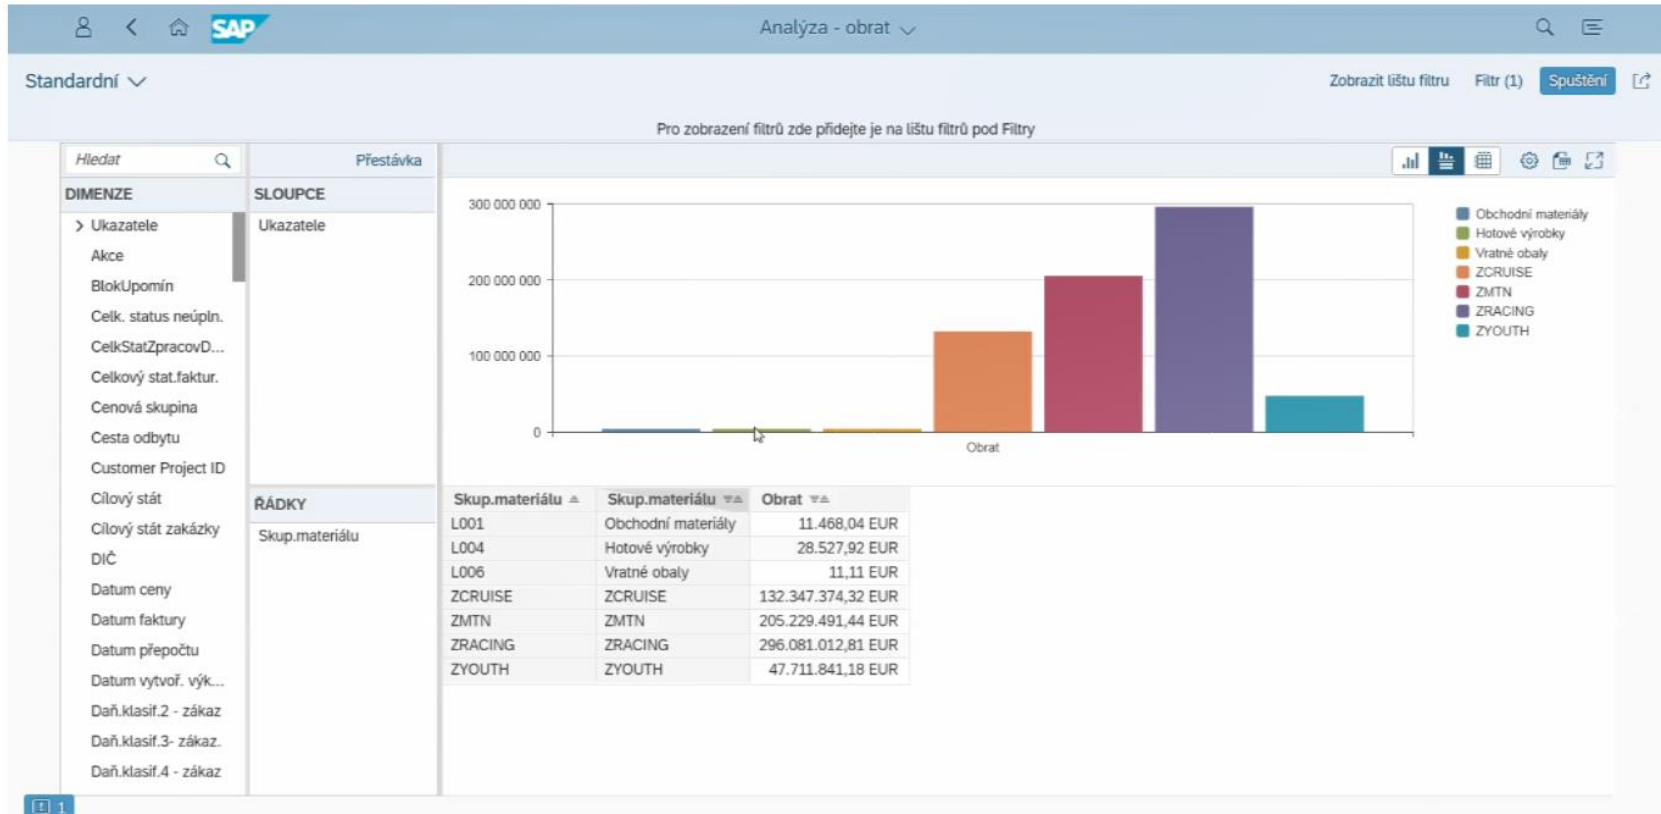 SAP
Analýza - obrat
Standardní
Zobrazit lištu filtru Filtr (1) Spuštění
Pro zobrazení filtrů zde přidejte je na lištu filtrů pod Filtry
Hledat
Přestávka
DIMENZE
Ukazatele
Akce
BlokUpomín
Celk. status neúpln.
CelkStatZpracovD...
Celkový stat.faktur.
Cenová skupina
Cesta odbytu
Customer Project ID
Cílový stát
Cílový stát zakázky
DIČ
Datum ceny
Datum faktury
Datum přepočtu
Datum vytvoř. výk...
Daň.klasif.2 - zákaz
Daň.klasif.3- zákaz.
Daň.klasif.4 - zákaz
SLOUPCE
Ukazatele
ŘÁDKY
Skup.materiálu
300 000 000
200 000 000
100 000 000
0
Obrat
Obchodní materiály
Hotové výrobky
Vratné obaly
ZCRUISE
ZMTN
ZRACING
ZYOUTH
Skup.materiálu Skup.materiálu Obrat
L001 Obchodní materiály 11.468,04 EUR
L004 Hotové výrobky 28.527,92 EUR
L006 Vratné obaly 11,11 EUR
ZCRUISE ZCRUISE 132.347.374,32 EUR
ZMTN ZMTN 205.229.491,44 EUR
ZRACING ZRACING 296.081.012,81 EUR
ZYOUTH ZYOUTH 47.711.841,18 EUR
1